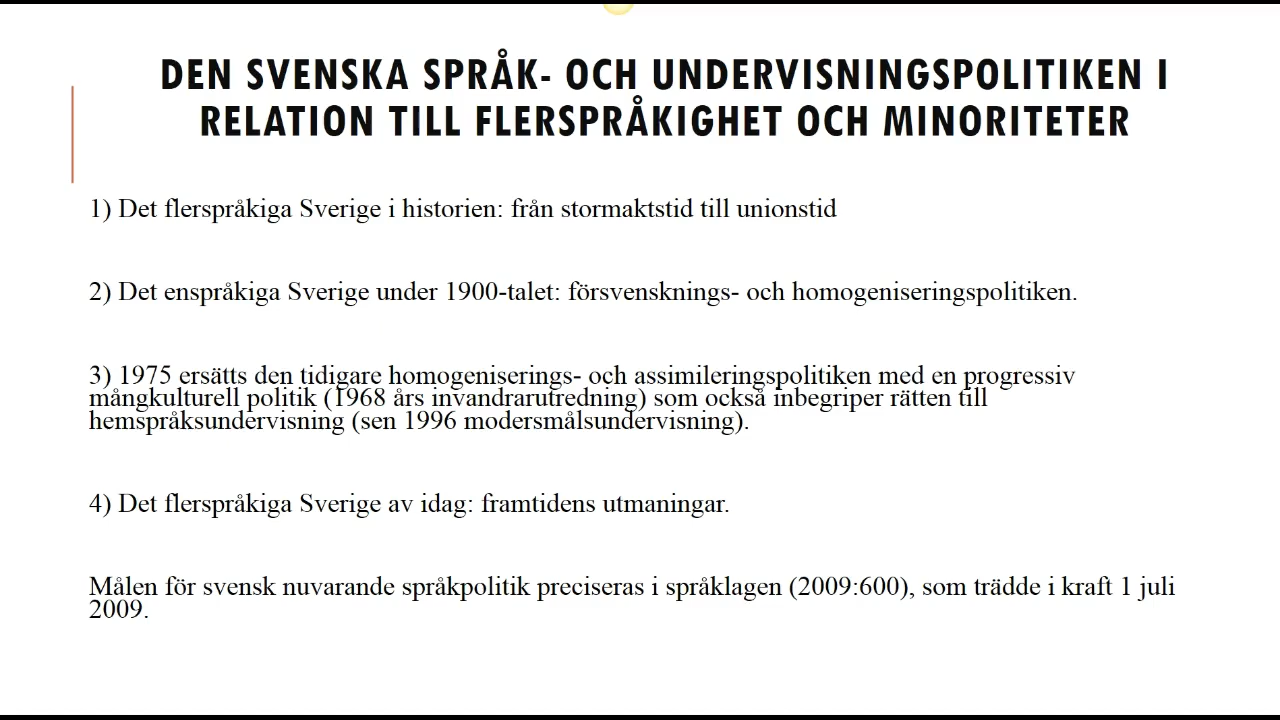 DEN SVENSKA SPRÅK- OCH UNDERVISNINGSPOLITIKEN I
RELATION TILL FLERSPRÅKIGHET OCH MINORITETER
1) Det flerspråkiga Sverige i historien: från stormaktstid till unionstid
2) Det enspråkiga Sverige under 1900-talet: försvensknings- och homogeniseringspolitiken.
3) 1975 ersätts den tidigare homogeniserings- och assimileringspolitiken med en progressiv
mångkulturell politik (1968 års invandrarutredning) som också inbegriper rätten till
hemspråksundervisning (sen 1996 modersmålsundervisning).
4) Det flerspråkiga Sverige av idag: framtidens utmaningar.
Målen för svensk nuvarande språkpolitik preciseras i språklagen (2009:600), som trädde i kraft 1 juli
2009.